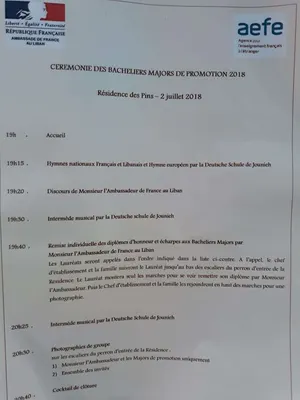 Liberté • Égalité • Fraternité
RÉPUBLIQUE FRANÇAISE
AMBASSADE DE FRANCE
AU LIBAN
aefe
Agence pour
l'enseignement français
à l'étranger
CEREMONIE DES BACHELIERS MAJORS DE PROMOTION 2018
Résidence des Pins – 2 juillet 2018
19h : Accueil
19h15 : Hymnes nationaux Français et Libanais et Hymne européen par la Deutsche Schule de Jounieh
19h20 : Discours de Monsieur l'Ambassadeur de France au Liban
19h30 : Intermède musical par la Deutsche schule de Jounieh
19h40 : Remise individuelle des diplômes d'honneur et écharpes aux Bacheliers Majors par
Monsieur l'Ambassadeur de France au Liban
Les Lauréats seront appelés dans l'ordre indiqué dans la liste ci-contre. A l'appel, le chef
d'établissement et la famille suivront le Lauréat jusqu'au bas des escaliers du perron d'entrée de la
Résidence. Le Lauréat montera seul les marches pour se voir remettre son diplôme par Monsieur
l'Ambassadeur. Puis le Chef d'établissement et la famille les rejoindront en haut des marches pour une
photographie.
20h25 : Intermède musical par la Deutsche Schule de Jounieh
20h30 : Photographies de groupe
sur les escaliers du perron d'entrée de la Résidence :
1) Monsieur l'Ambassadeur et les Majors de promotion uniquement
2) Ensemble des invités
20h40 : Cocktail de clôture